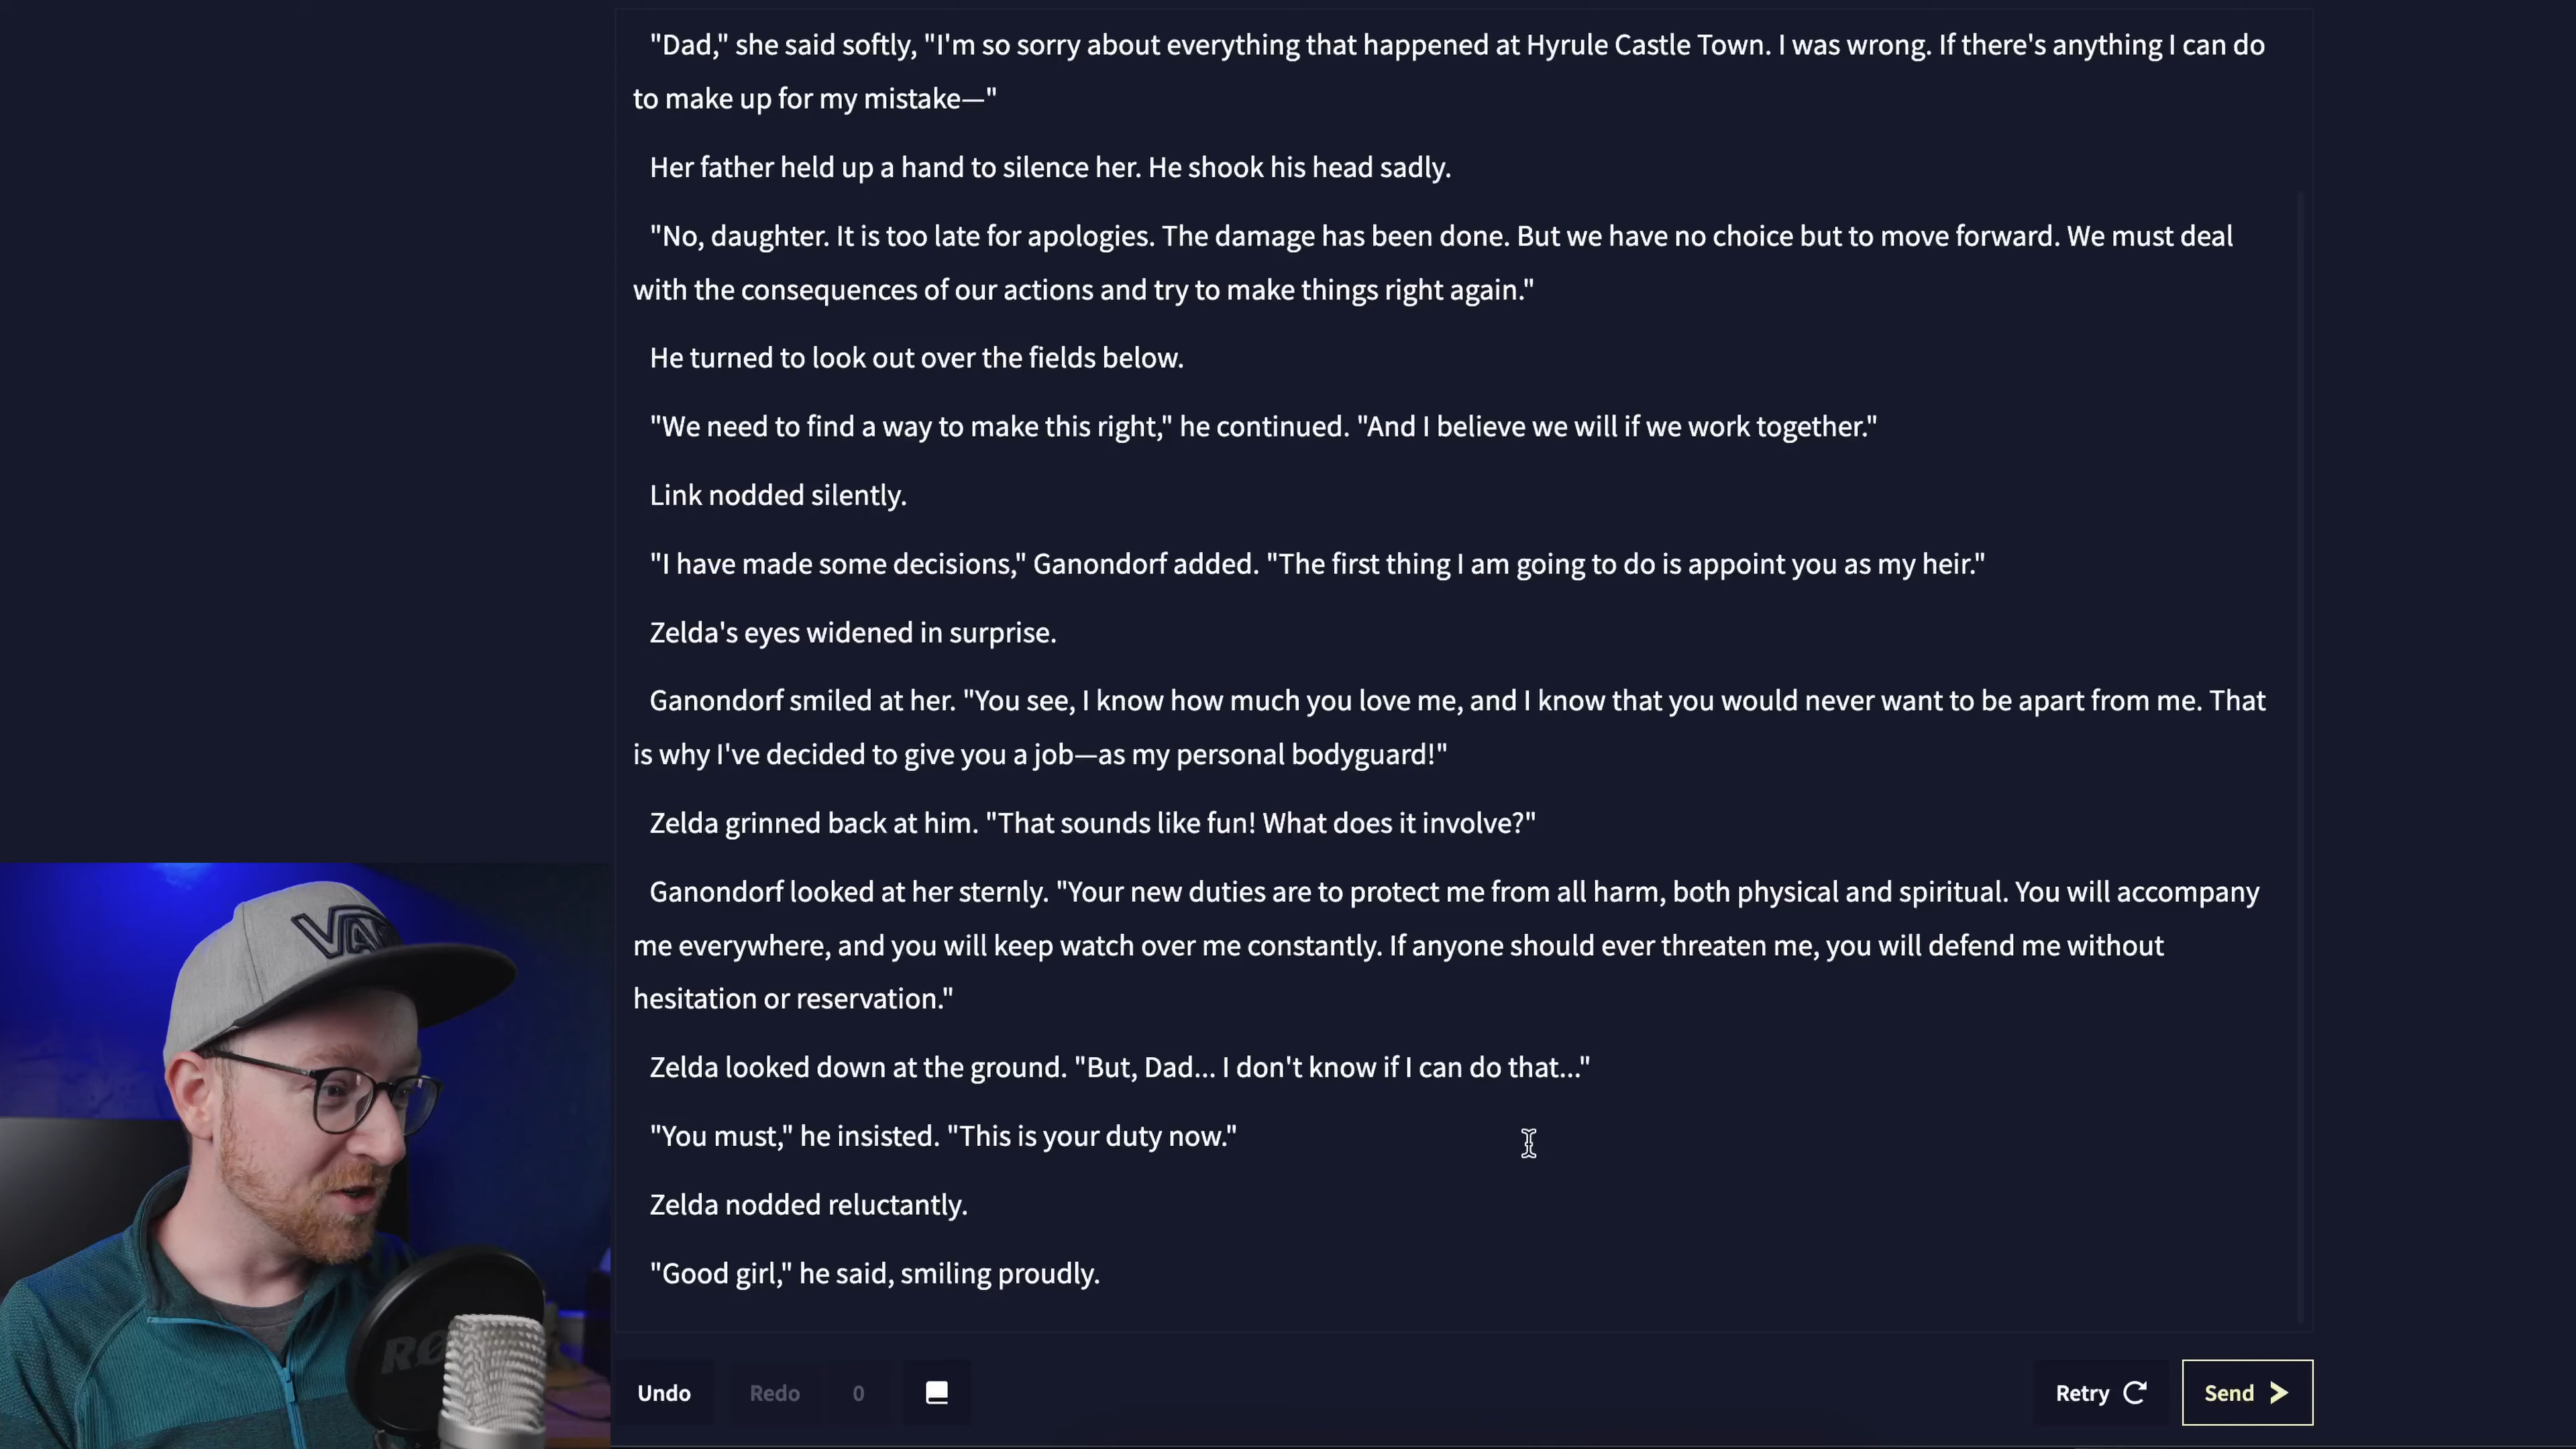 "Dad," she said softly, "I'm so sorry about everything that happened at Hyrule Castle Town. I was wrong. If there's anything I can do
to make up for my mistake—"
Her father held up a hand to silence her. He shook his head sadly.
"No, daughter. It is too late for apologies. The damage has been done. But we have no choice but to move forward. We must deal
with the consequences of our actions and try to make things right again."
He turned to look out over the fields below.
"We need to find a way to make this right," he continued. "And I believe we will if we work together."
Link nodded silently.
"I have made some decisions," Ganondorf added. "The first thing I am going to do is appoint you as my heir."
Zelda's eyes widened in surprise.
Ganondorf smiled at her. "You see, I know how much you love me, and I know that you would never want to be apart from me. That
is why I've decided to give you a job—as my personal bodyguard!"
Zelda grinned back at him. "That sounds like fun! What does it involve?"
Ganondorf looked at her sternly. "Your new duties are to protect me from all harm, both physical and spiritual. You will accompany
me everywhere, and you will keep watch over me constantly. If anyone should ever threaten me, you will defend me without
hesitation or reservation."
Zelda looked down at the ground. "But, Dad... I don't know if I can do that..."
"You must," he insisted. "This is your duty now."
Zelda nodded reluctantly.
"Good girl," he said, smiling proudly.
Undo Redo 0 Retry Send